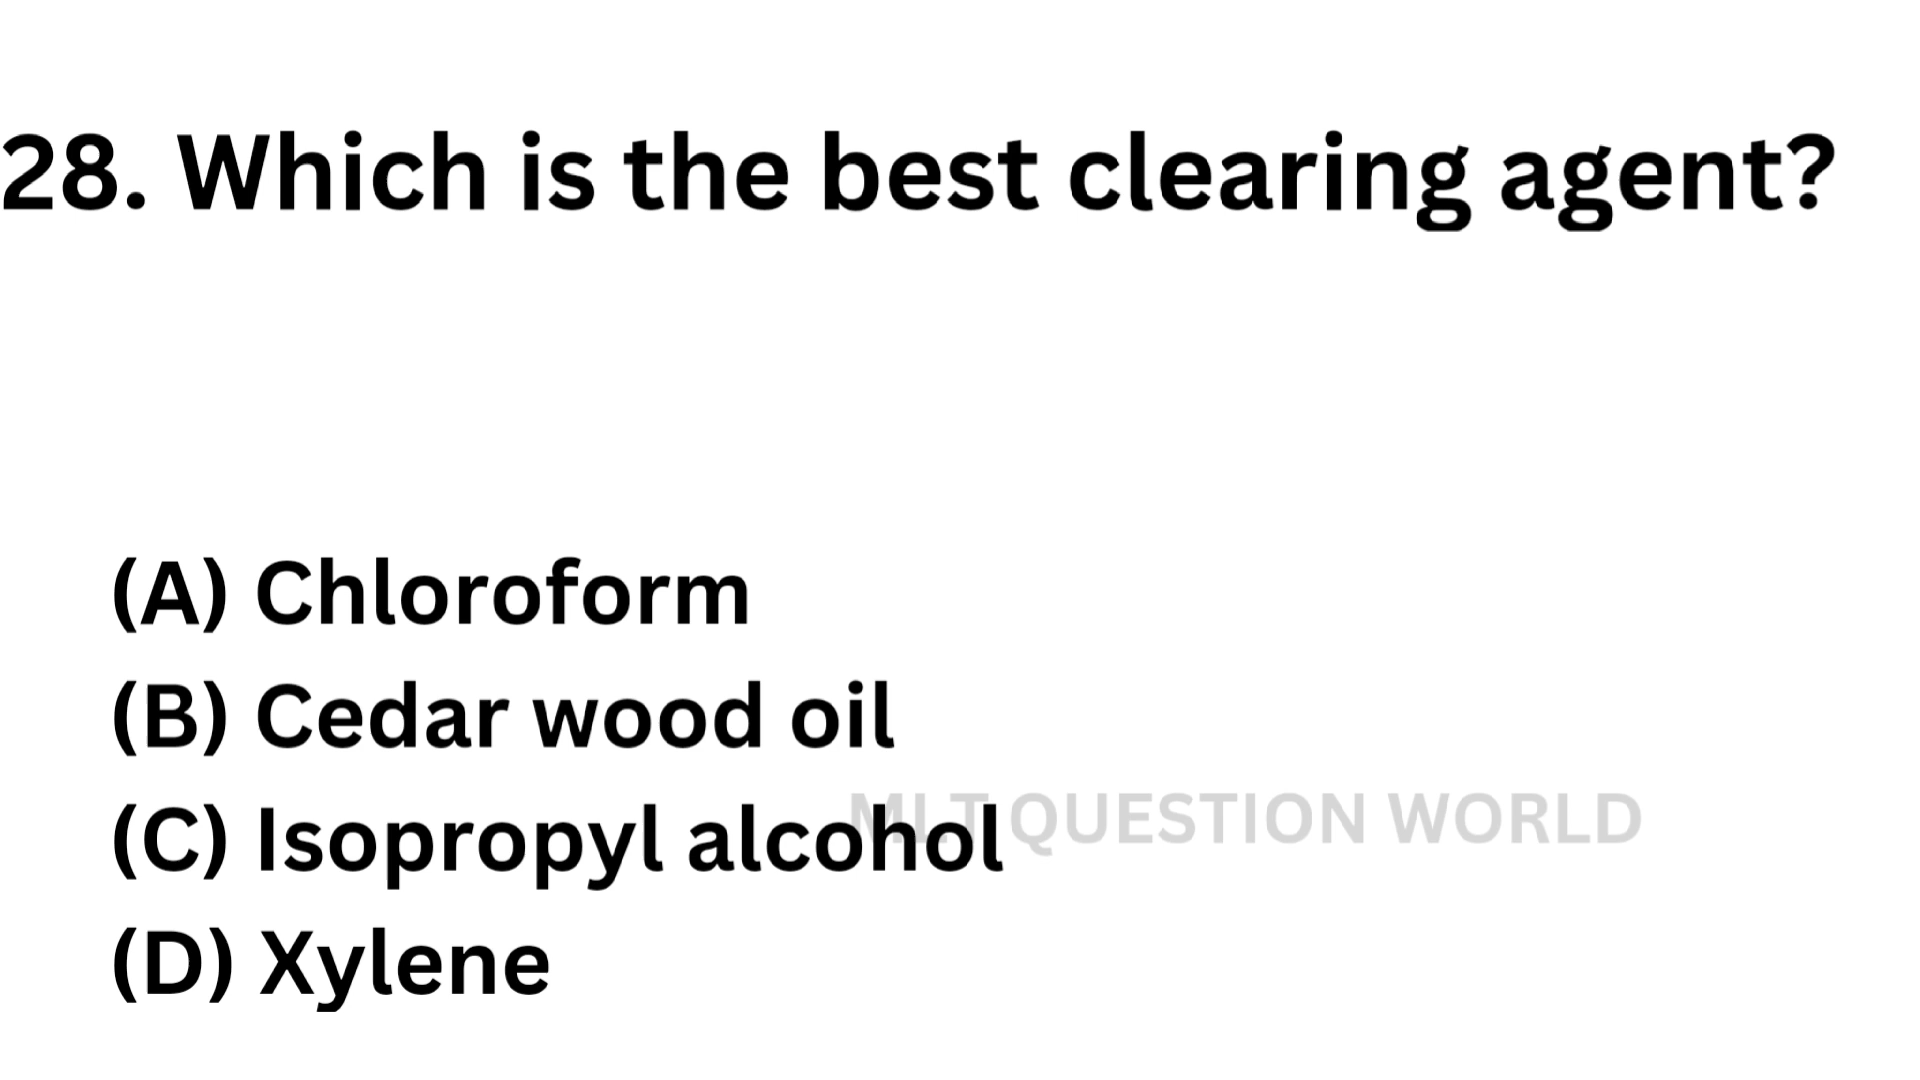 28. Which is the best clearing agent?
(A) Chloroform
(B) Cedar wood oil
MLT QUESTION WORLD
(C) Isopropyl alcohol
(D) Xylene